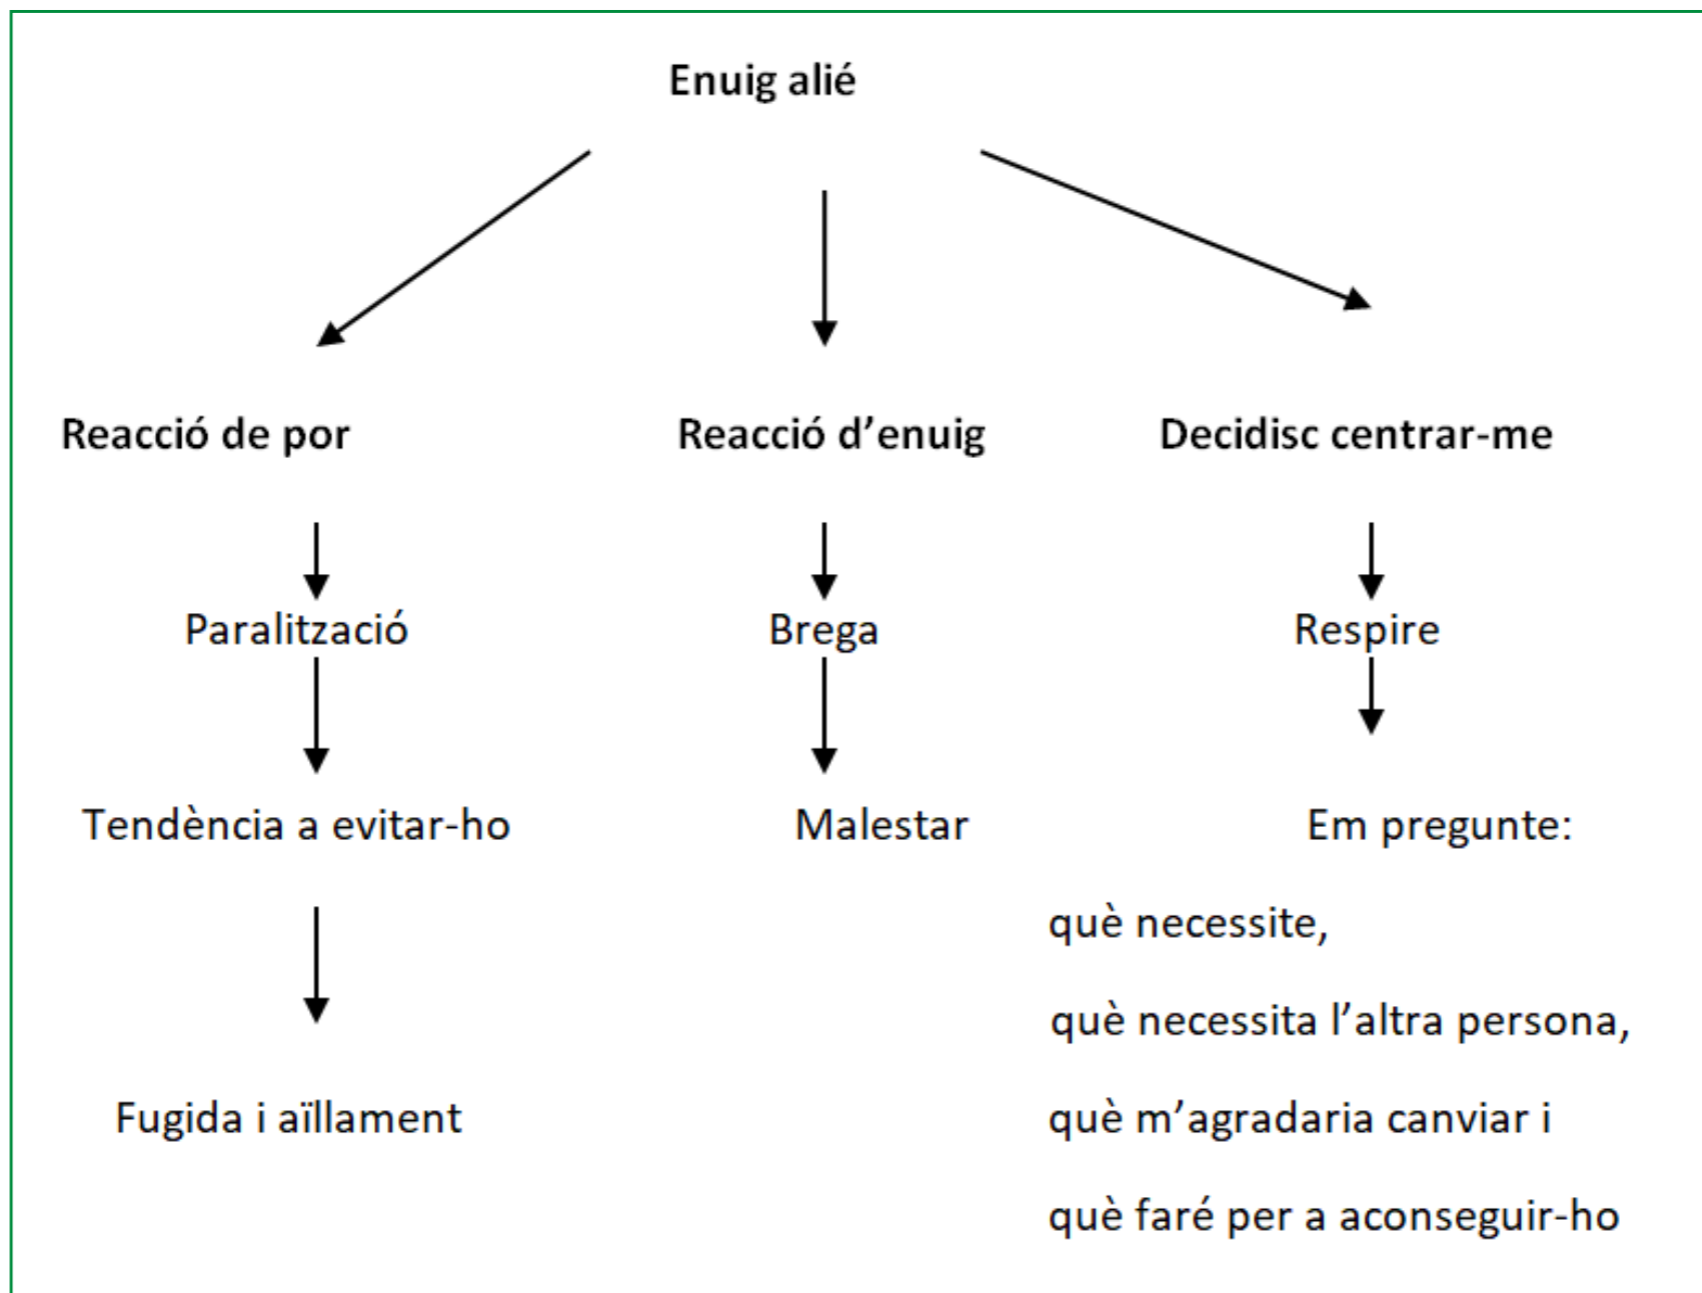 Enuig alié
Reacció de por
Reacció d’enuig
Decidisc centrar-me
Paralització
Brega
Respire
Tendència a evitar-ho
Malestar
Em pregunte:
què necessite,
què necessita l’altra persona,
Fugida i aïllament
què m’agradaria canviar i
què faré per a aconseguir-ho